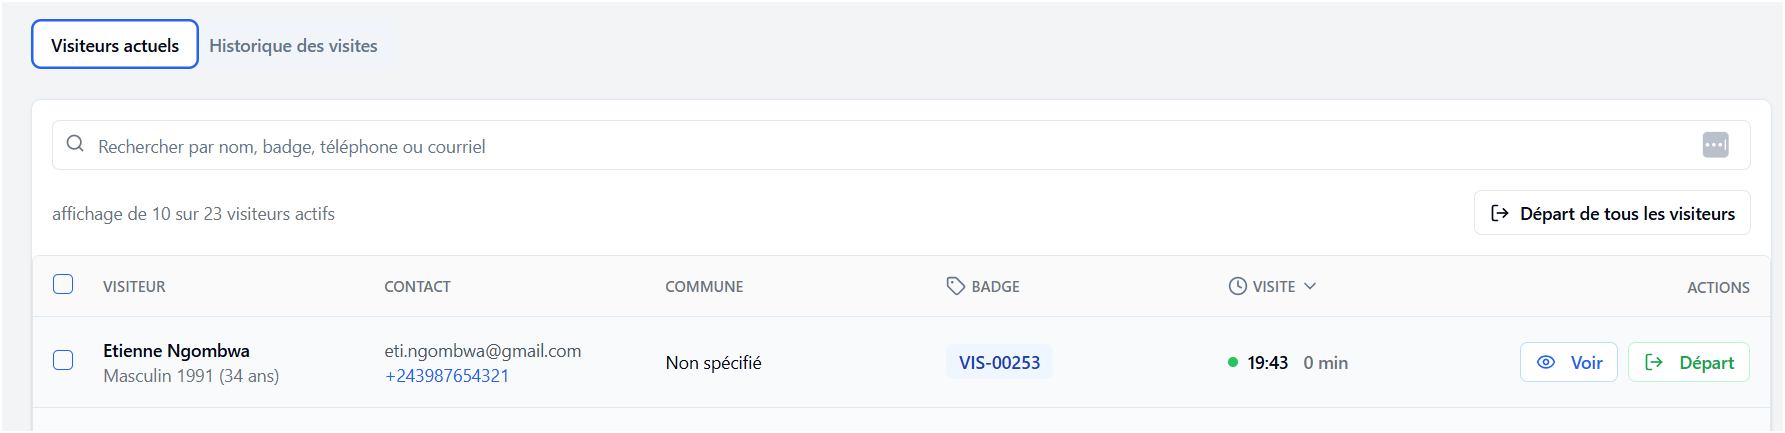 Visiteurs actuels Historique des visites
Rechercher par nom, badge, téléphone ou courriel
affichage de 10 sur 23 visiteurs actifs
Départ de tous les visiteurs
VISITEUR CONTACT COMMUNE BADGE VISITE ACTIONS
Etienne Ngombwa eti.ngombwa@gmail.com
Non spécifié VIS-00253 19:43 0 min Voir Départ
Masculin 1991 (34 ans) +243987654321